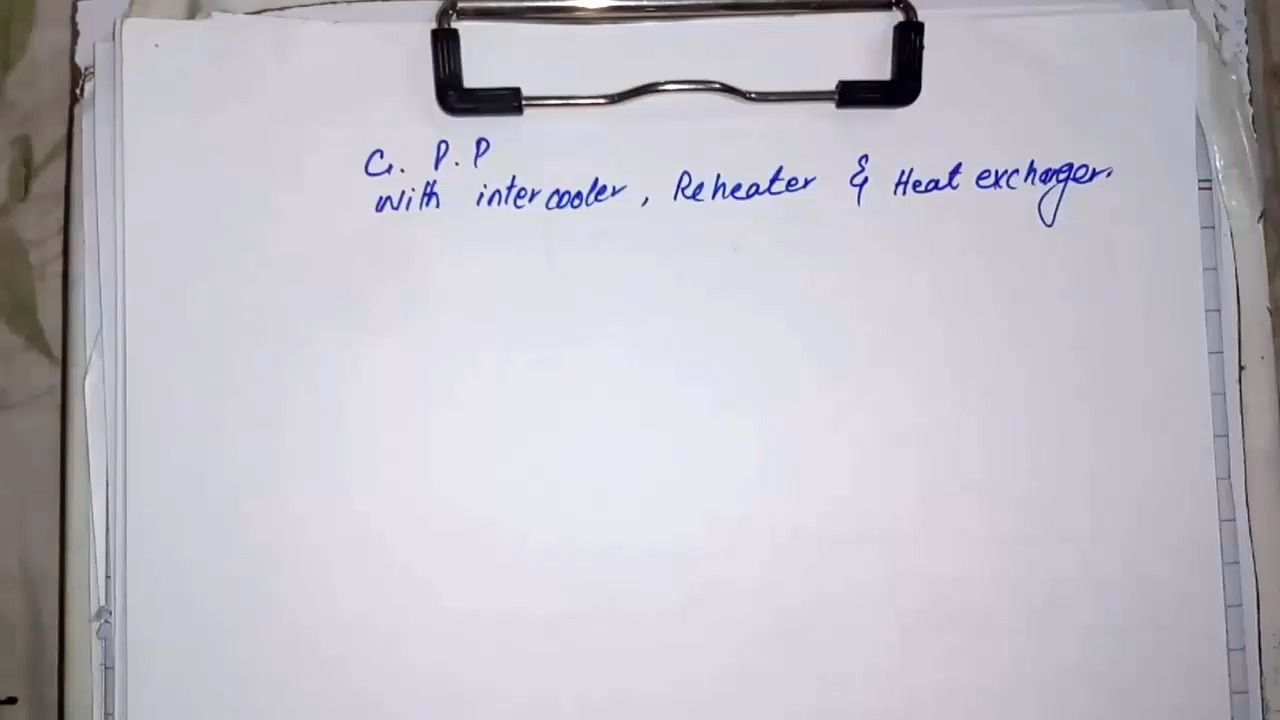 G. P. P
With intercooler, Reheater & Heat exchanger.